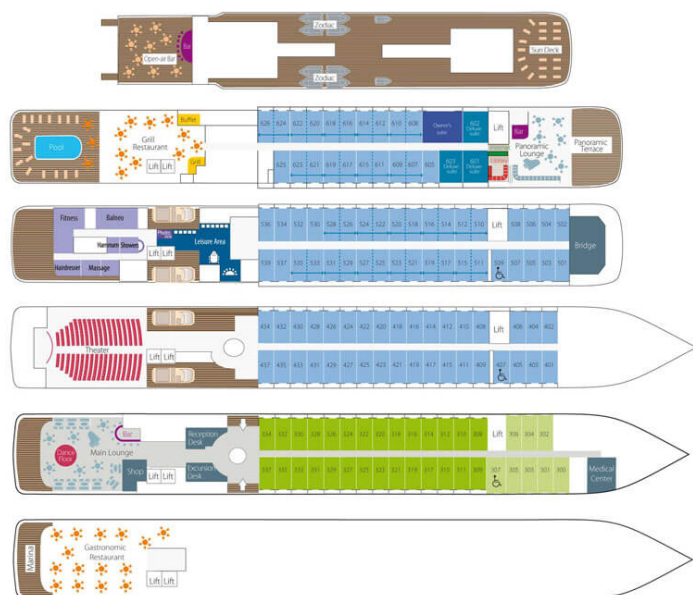 Zodiac
Open-air Bar
Bar
Sun Deck
Zodiac
626 624 622 620 618 616 614 612 610 608
Owner's
suite
602
Deluxe
suite
Lift
Buffet
Bar
Pool
Grill
Restaurant
Panoramic
Lounge
Panoramic
Terrace
Lift Lift
Grill
625 623 621 619 617 615 611 609 607 605
603
Deluxe
suite
601
Deluxe
suite
Library
Fitness
Balneo
536 534 532 530 528 526 524 522 520 518 516 514 512 510
Lift
508 506 504 502
Hammam Showers
Leisure Area
Lift Lift
Bridge
Hairdresser
Massage
539 537 533 531 529 527 525 523 521 519 517 515 511 509 507 505 503 501
434 432 430 428 426 424 422 420 418 416 414 412 410 408
Lift
406 404 402
Theater
Lift Lift
437 435 431 429 427 425 423 421 419 417 415 411 409 407 405 403 401
Bar
Reception
Desk
334 332 330 328 326 324 322 320 318 316 314 312 310 308
Lift
306 304 302
Dance
Floor
Main Lounge
Shop
Lift Lift
Excursion
Desk
337 335 331 329 327 325 323 321 319 317 315 311 309 307 305 303 301 300
Medical
Center
Marina
Gastronomic
Restaurant
Lift
Lift Lift